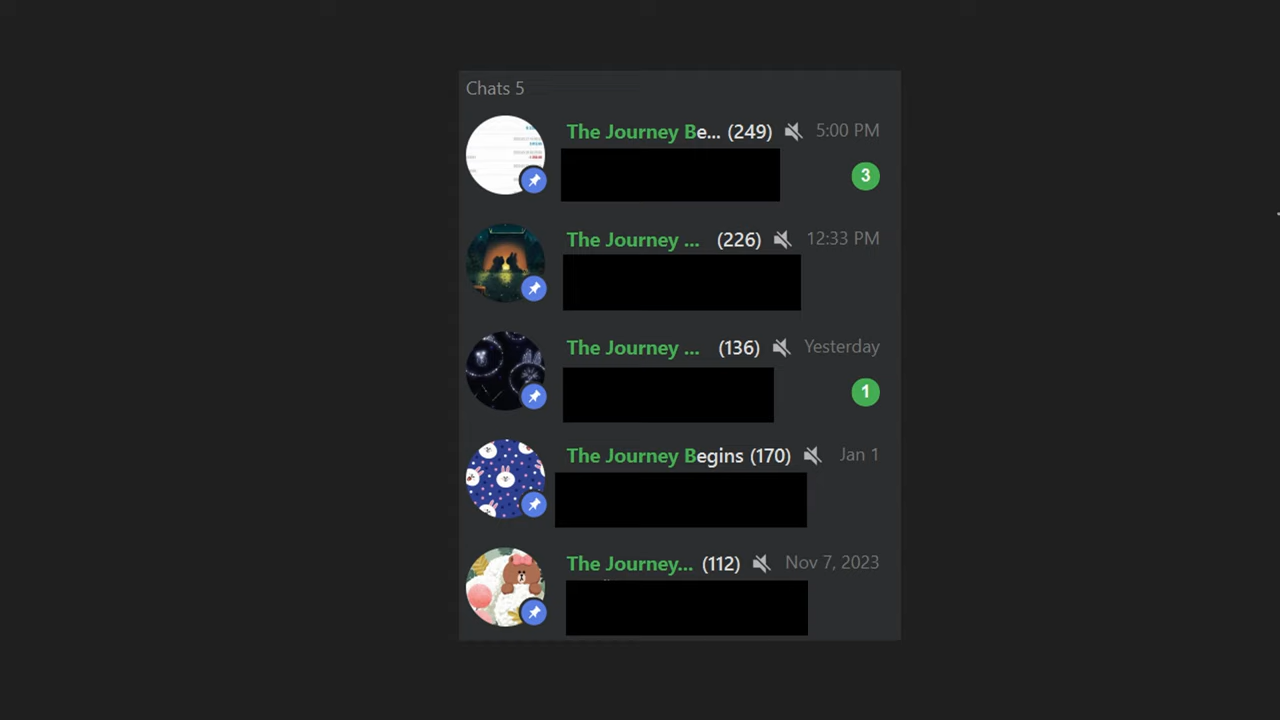 Chats 5
The Journey Be... (249) 5:00 PM
3
The Journey ... (226) 12:33 PM
The Journey ... (136) Yesterday
1
The Journey Begins (170) Jan 1
The Journey... (112) Nov 7, 2023